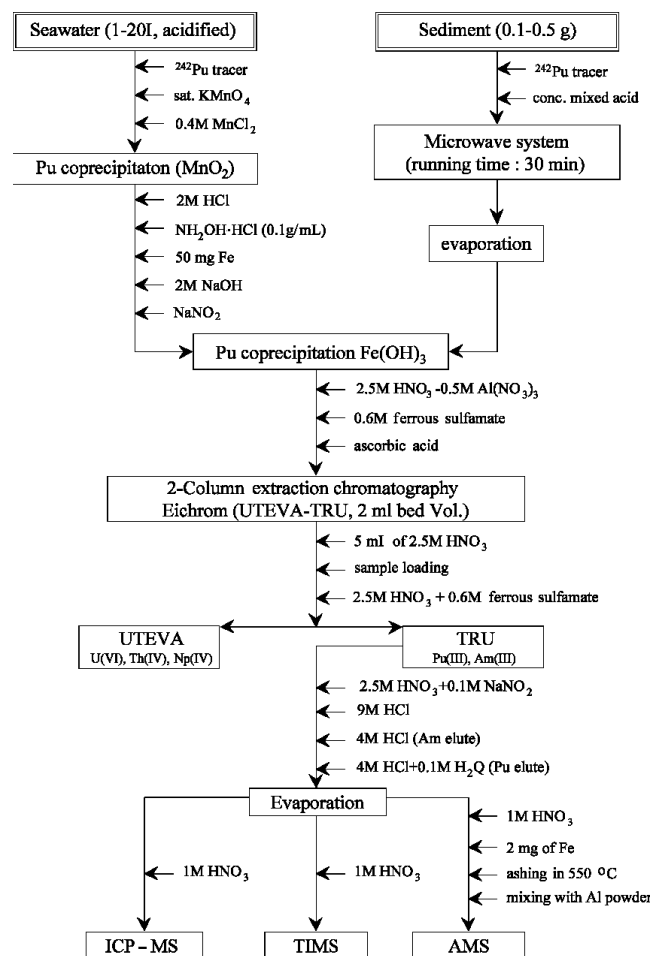 Seawater (1-20l, acidified)
²⁴²Pu tracer
sat. KMnO₄
0.4M MnCl₂
Pu coprecipitaton (MnO₂)
2M HCl
NH₂OH·HCl (0.1g/mL)
50 mg Fe
2M NaOH
NaNO₂
Sediment (0.1-0.5 g)
²⁴²Pu tracer
conc. mixed acid
Microwave system
(running time : 30 min)
evaporation
Pu coprecipitation Fe(OH)₃
2.5M HNO₃ -0.5M Al(NO₃)₃
0.6M ferrous sulfamate
ascorbic acid
2-Column extraction chromatography
Eichrom (UTEVA-TRU, 2 ml bed Vol.)
5 ml of 2.5M HNO₃
sample loading
2.5M HNO₃ + 0.6M ferrous sulfamate
UTEVA
U(VI), Th(IV), Np(IV)
TRU
Pu(III), Am(III)
2.5M HNO₃+0.1M NaNO₂
9M HCl
4M HCl (Am elute)
4M HCl+0.1M H₂Q (Pu elute)
Evaporation
1M HNO₃
1M HNO₃
1M HNO₃
2 mg of Fe
ashing in 550 °C
mixing with Al powder
ICP – MS
TIMS
AMS